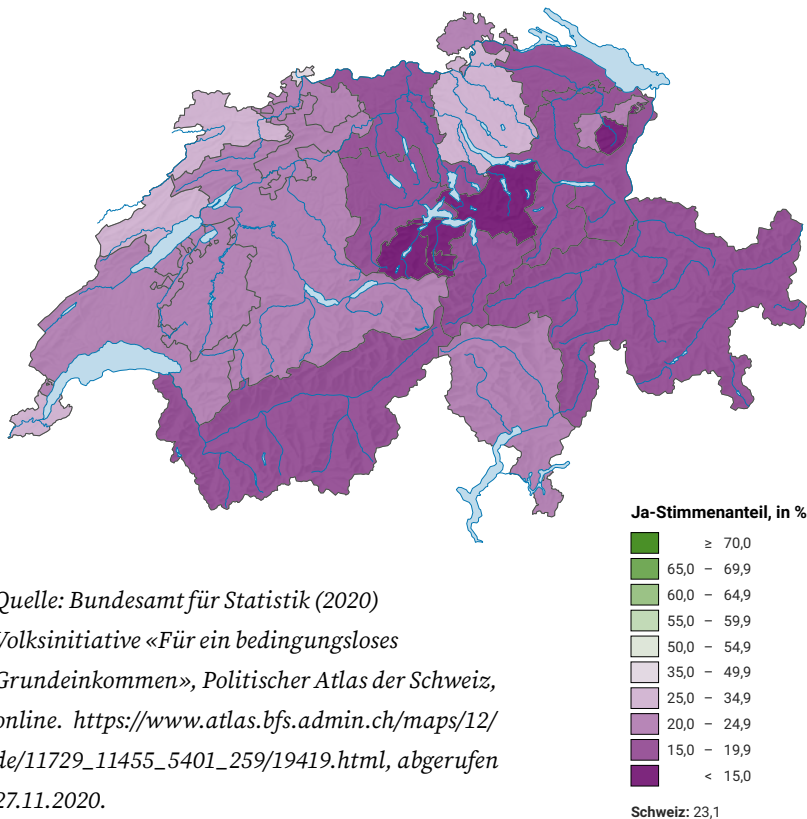 Ja-Stimmenanteil, in %
≥ 70,0
65,0 – 69,9
60,0 – 64,9
55,0 – 59,9
50,0 – 54,9
35,0 – 49,9
25,0 – 34,9
20,0 – 24,9
15,0 – 19,9
< 15,0
Schweiz: 23,1
Quelle: Bundesamt für Statistik (2020)
Volksinitiative «Für ein bedingungsloses
Grundeinkommen», Politischer Atlas der Schweiz,
online. https://www.atlas.bfs.admin.ch/maps/12/
de/11729_11455_5401_259/19419.html, abgerufen
27.11.2020.